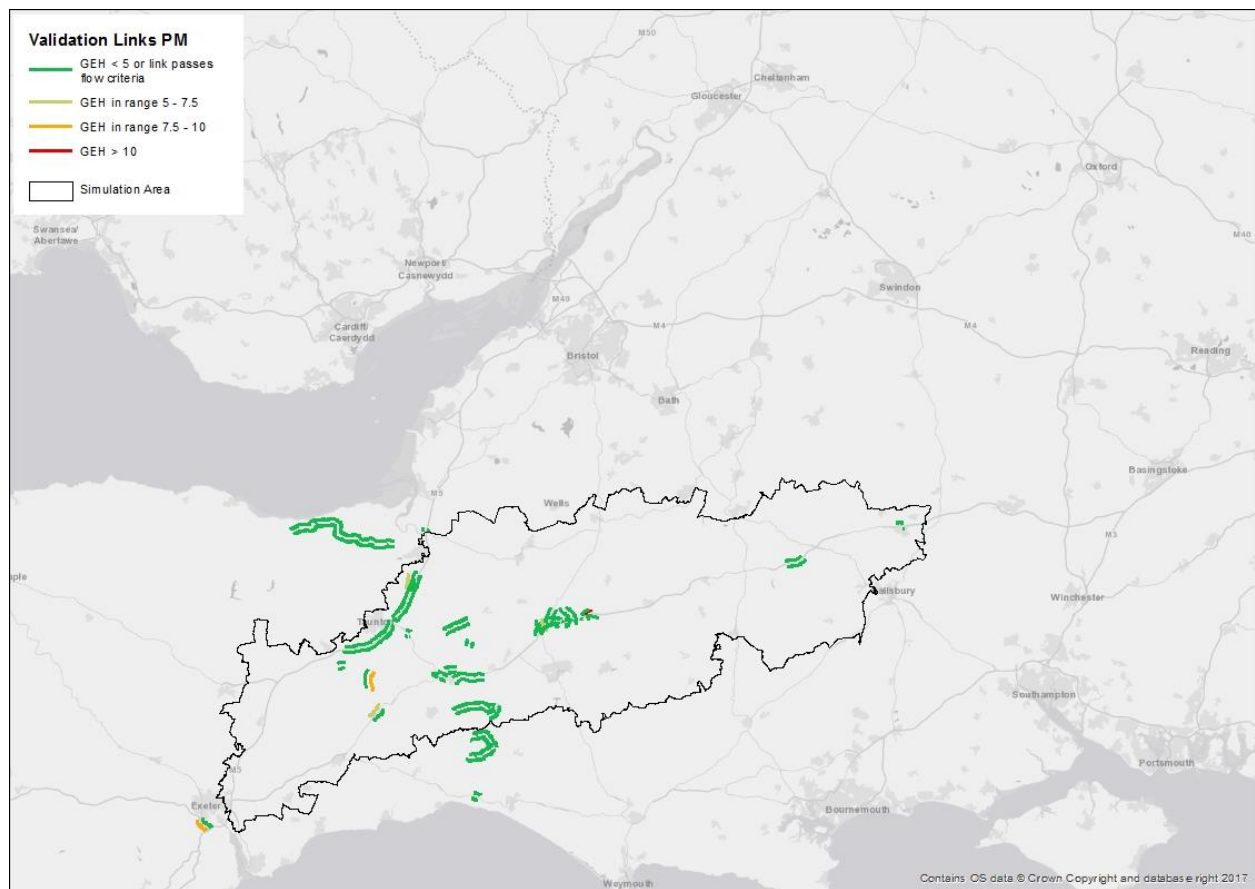 Validation Links PM
GEH < 5 or link passes
flow criteria
GEH in range 5 - 7.5
GEH in range 7.5 - 10
GEH > 10
Simulation Area
M50
Cheltenham
Gloucester
Oxford
M40
Swansea/
Abertawe
Newport/
Casnewydd
Swindon
M49
Cardiff/
Caerdydd
M4
M4
Reading
Bristol
Bath
Basingstoke
M5
Wells
M3
Winchester
Taunton
Southampton
M5
Portsmouth
Exeter
Bournemouth
Weymouth
Contains OS data © Crown Copyright and database right 2017